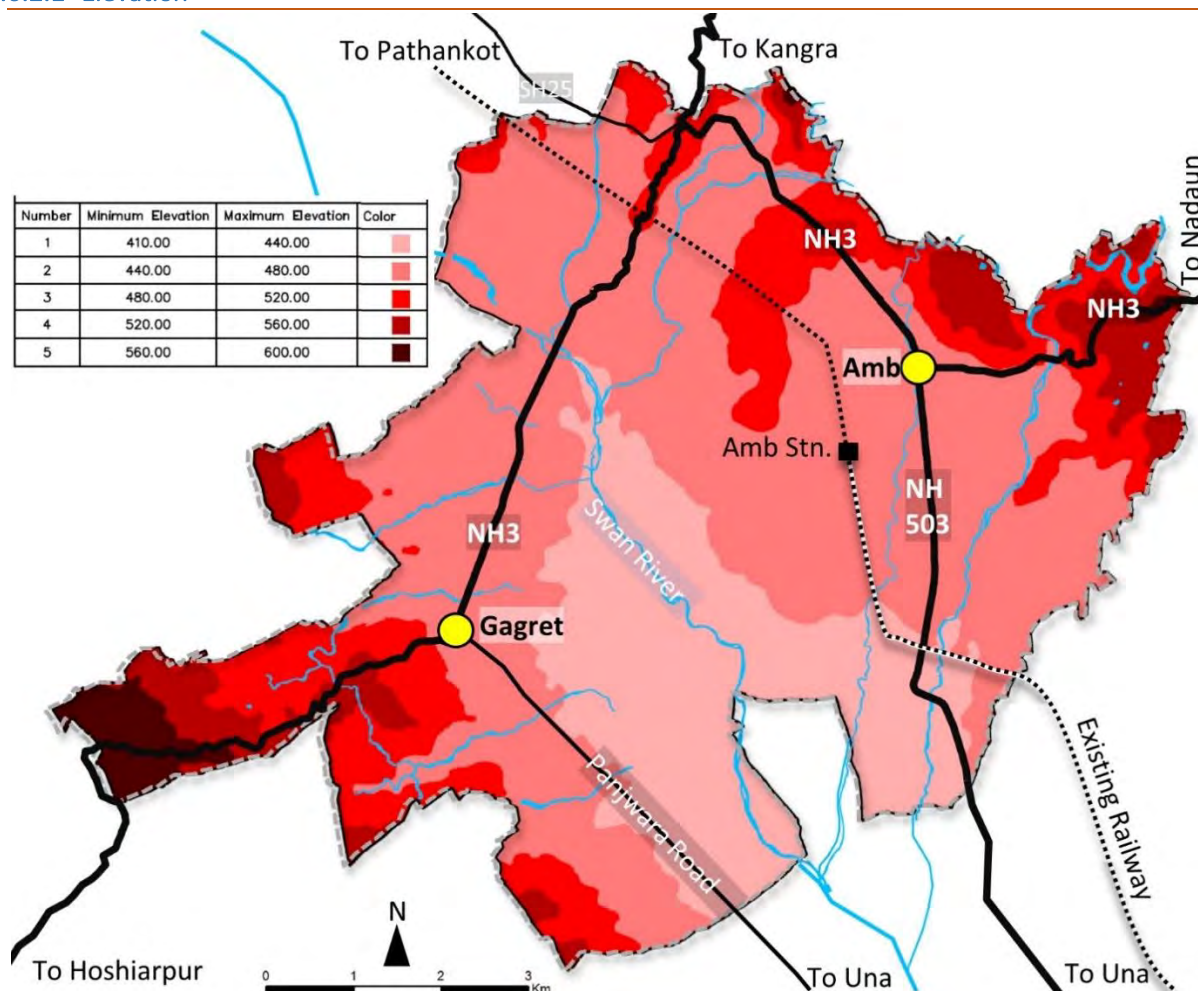 Elevation
To Pathankot
To Kangra
SH25
To Nadaun
Number Minimum Elevation Maximum Elevation Color
1 410.00 440.00
2 440.00 480.00
3 480.00 520.00
4 520.00 560.00
5 560.00 600.00
NH3
NH3
Amb
Amb Stn.
NH
503
NH3
Swan River
Gagret
Panjwara Road
Existing Railway
N
To Hoshiarpur
0 1 2 3
Km
To Una
To Una